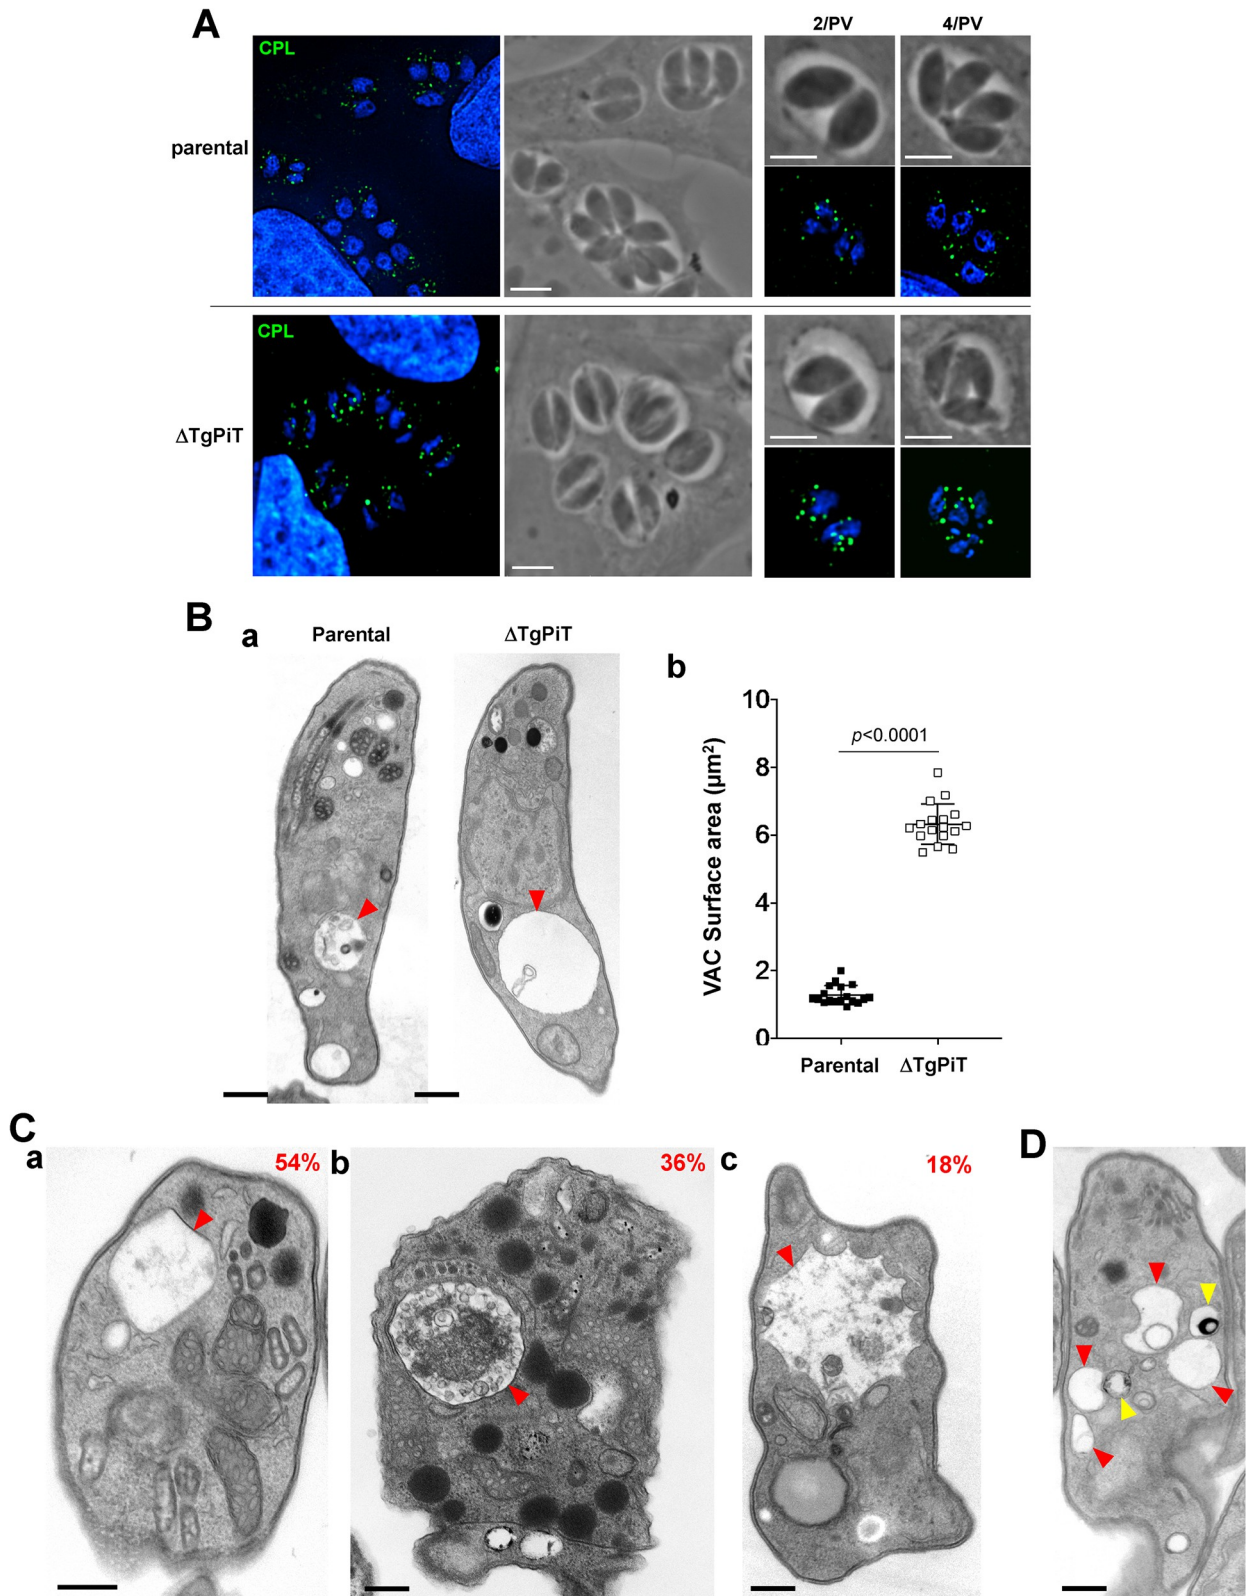 A
2/PV 4/PV
CPL
parental
CPL
ΔTgPiT
B
a Parental ΔTgPiT
b
10
8
6
4
2
0
VAC Surface area (µm²)
p<0.0001
Parental ΔTgPiT
C
a 54%
b 36%
c 18%
D